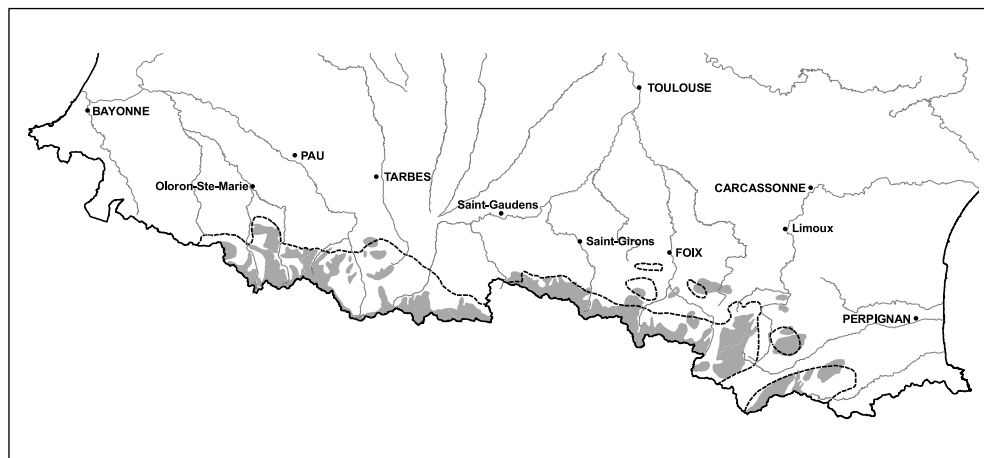 TOULOUSE
BAYONNE
PAU
TARBES
Oloron-Ste-Marie
CARCASSONNE
Saint-Gaudens
Limoux
Saint-Girons
FOIX
PERPIGNAN